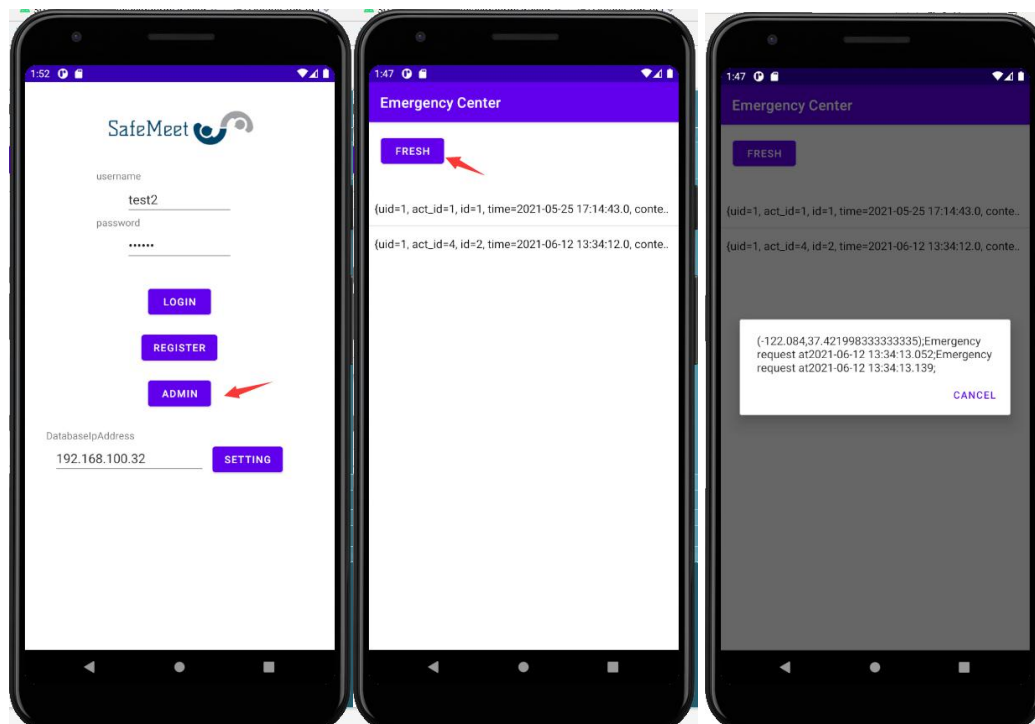 1:52
SafeMeet
username
test2
password
••••••
LOGIN
REGISTER
ADMIN
DatabaseIpAddress
192.168.100.32
SETTING
1:47
Emergency Center
FRESH
{uid=1, act_id=1, id=1, time=2021-05-25 17:14:43.0, conte..
{uid=1, act_id=4, id=2, time=2021-06-12 13:34:12.0, conte..
1:47
Emergency Center
FRESH
{uid=1, act_id=1, id=1, time=2021-05-25 17:14:43.0, conte..
{uid=1, act_id=4, id=2, time=2021-06-12 13:34:12.0, conte..
(-122.084,37.421998333333335);Emergency
request at2021-06-12 13:34:13.052;Emergency
request at2021-06-12 13:34:13.139;
CANCEL